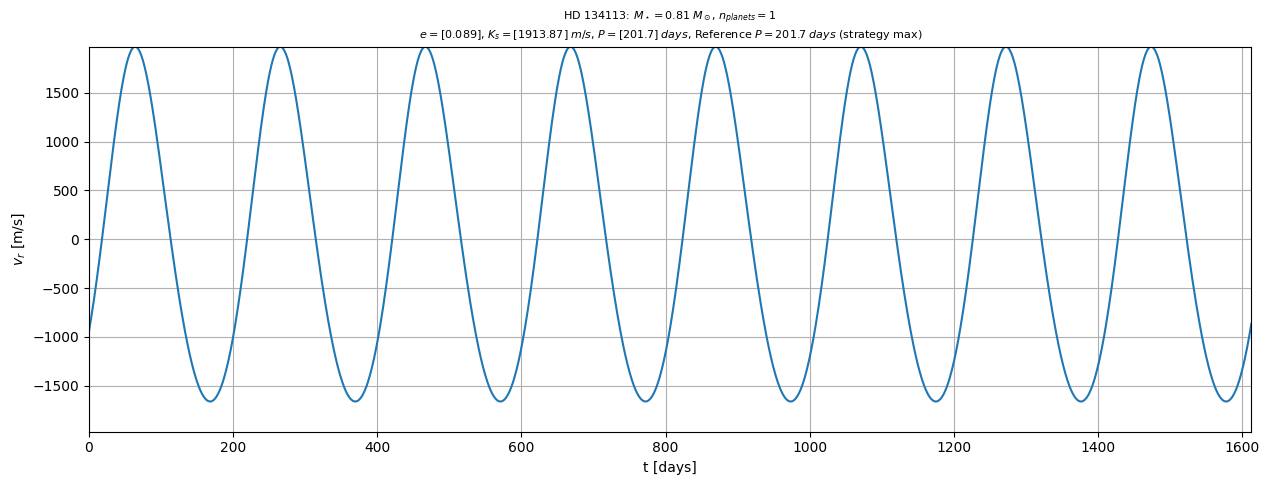 HD 134113: $M_\star = 0.81\ M_\odot$, $n_{planets} = 1$
$e = [0.089]$, $K_s = [1913.87]\ m/s$, $P = [201.7]\ days$, Reference $P = 201.7\ days$ (strategy max)
1500
1000
500
0
−500
−1000
−1500
$v_r$ [m/s]
0 200 400 600 800 1000 1200 1400 1600
t [days]